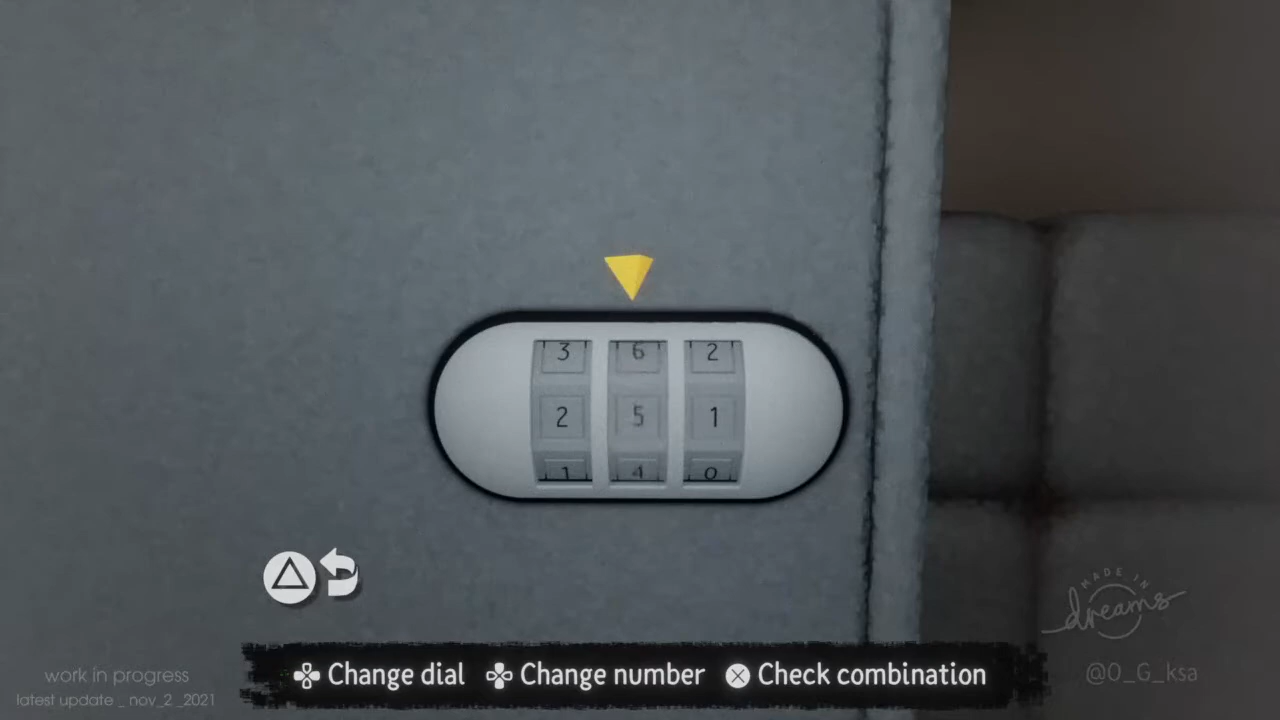 3 6 2
2 5 1
1 4 0
Change dial Change number Check combination
work in progress
latest update _ nov_2 _2021
MADE IN
dreams
@O_G_ksa